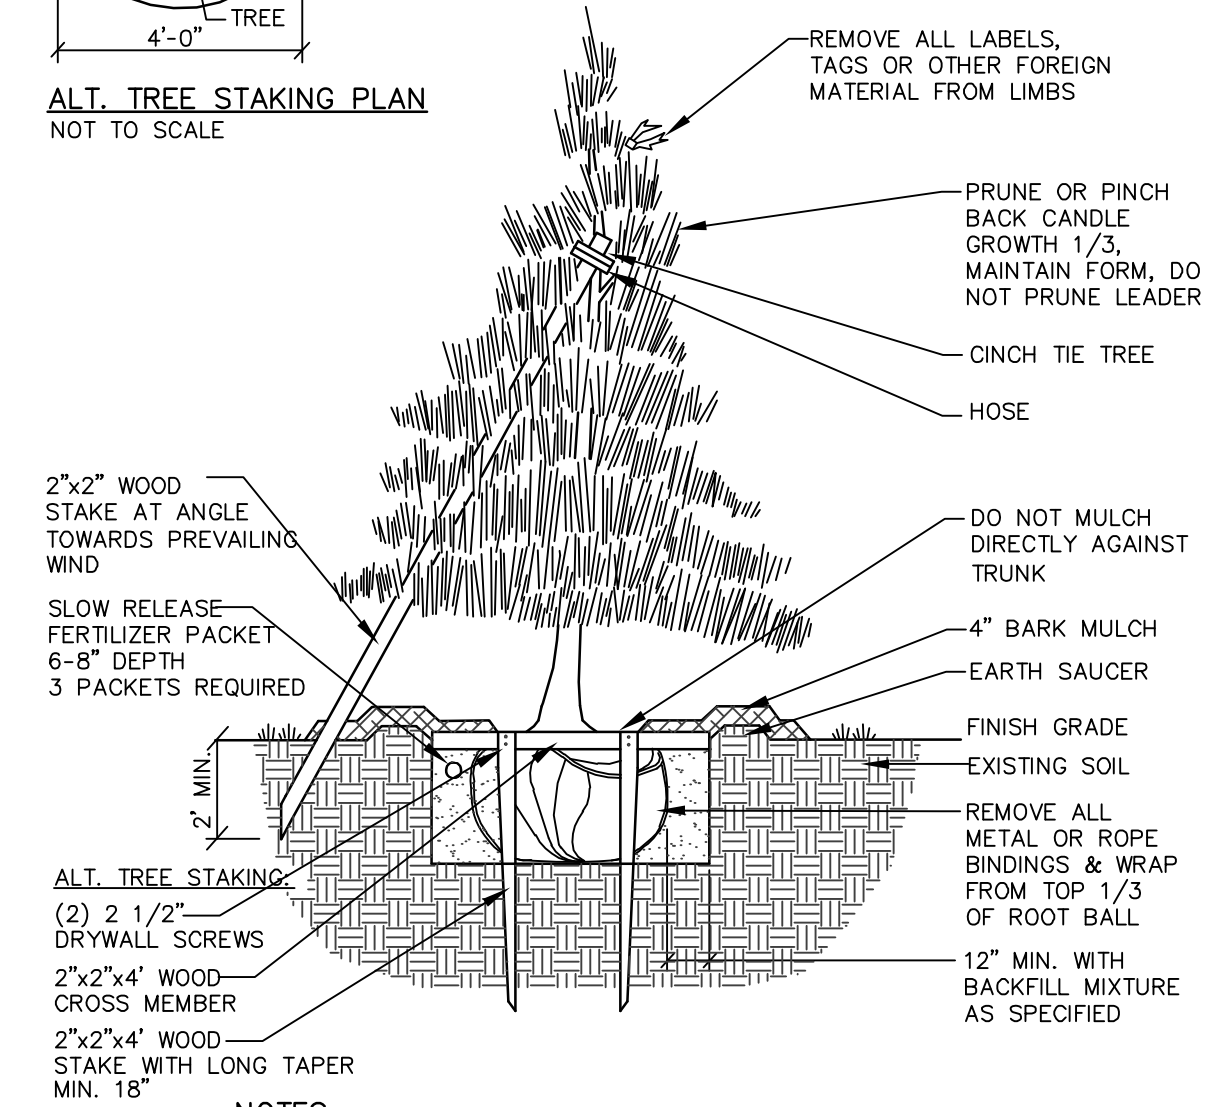 TREE
4'-0"
ALT. TREE STAKING PLAN
NOT TO SCALE
REMOVE ALL LABELS,
TAGS OR OTHER FOREIGN
MATERIAL FROM LIMBS
PRUNE OR PINCH
BACK CANDLE
GROWTH 1/3,
MAINTAIN FORM, DO
NOT PRUNE LEADER
CINCH TIE TREE
HOSE
2"x2" WOOD
STAKE AT ANGLE
TOWARDS PREVAILING
WIND
SLOW RELEASE
FERTILIZER PACKET
6-8" DEPTH
3 PACKETS REQUIRED
DO NOT MULCH
DIRECTLY AGAINST
TRUNK
4" BARK MULCH
EARTH SAUCER
FINISH GRADE
EXISTING SOIL
2' MIN.
REMOVE ALL
METAL OR ROPE
BINDINGS & WRAP
FROM TOP 1/3
OF ROOT BALL
12" MIN. WITH
BACKFILL MIXTURE
AS SPECIFIED
ALT. TREE STAKING:
(2) 2 1/2"
DRYWALL SCREWS
2"x2"x4' WOOD
CROSS MEMBER
2"x2"x4' WOOD
STAKE WITH LONG TAPER
MIN. 18"
NOTES